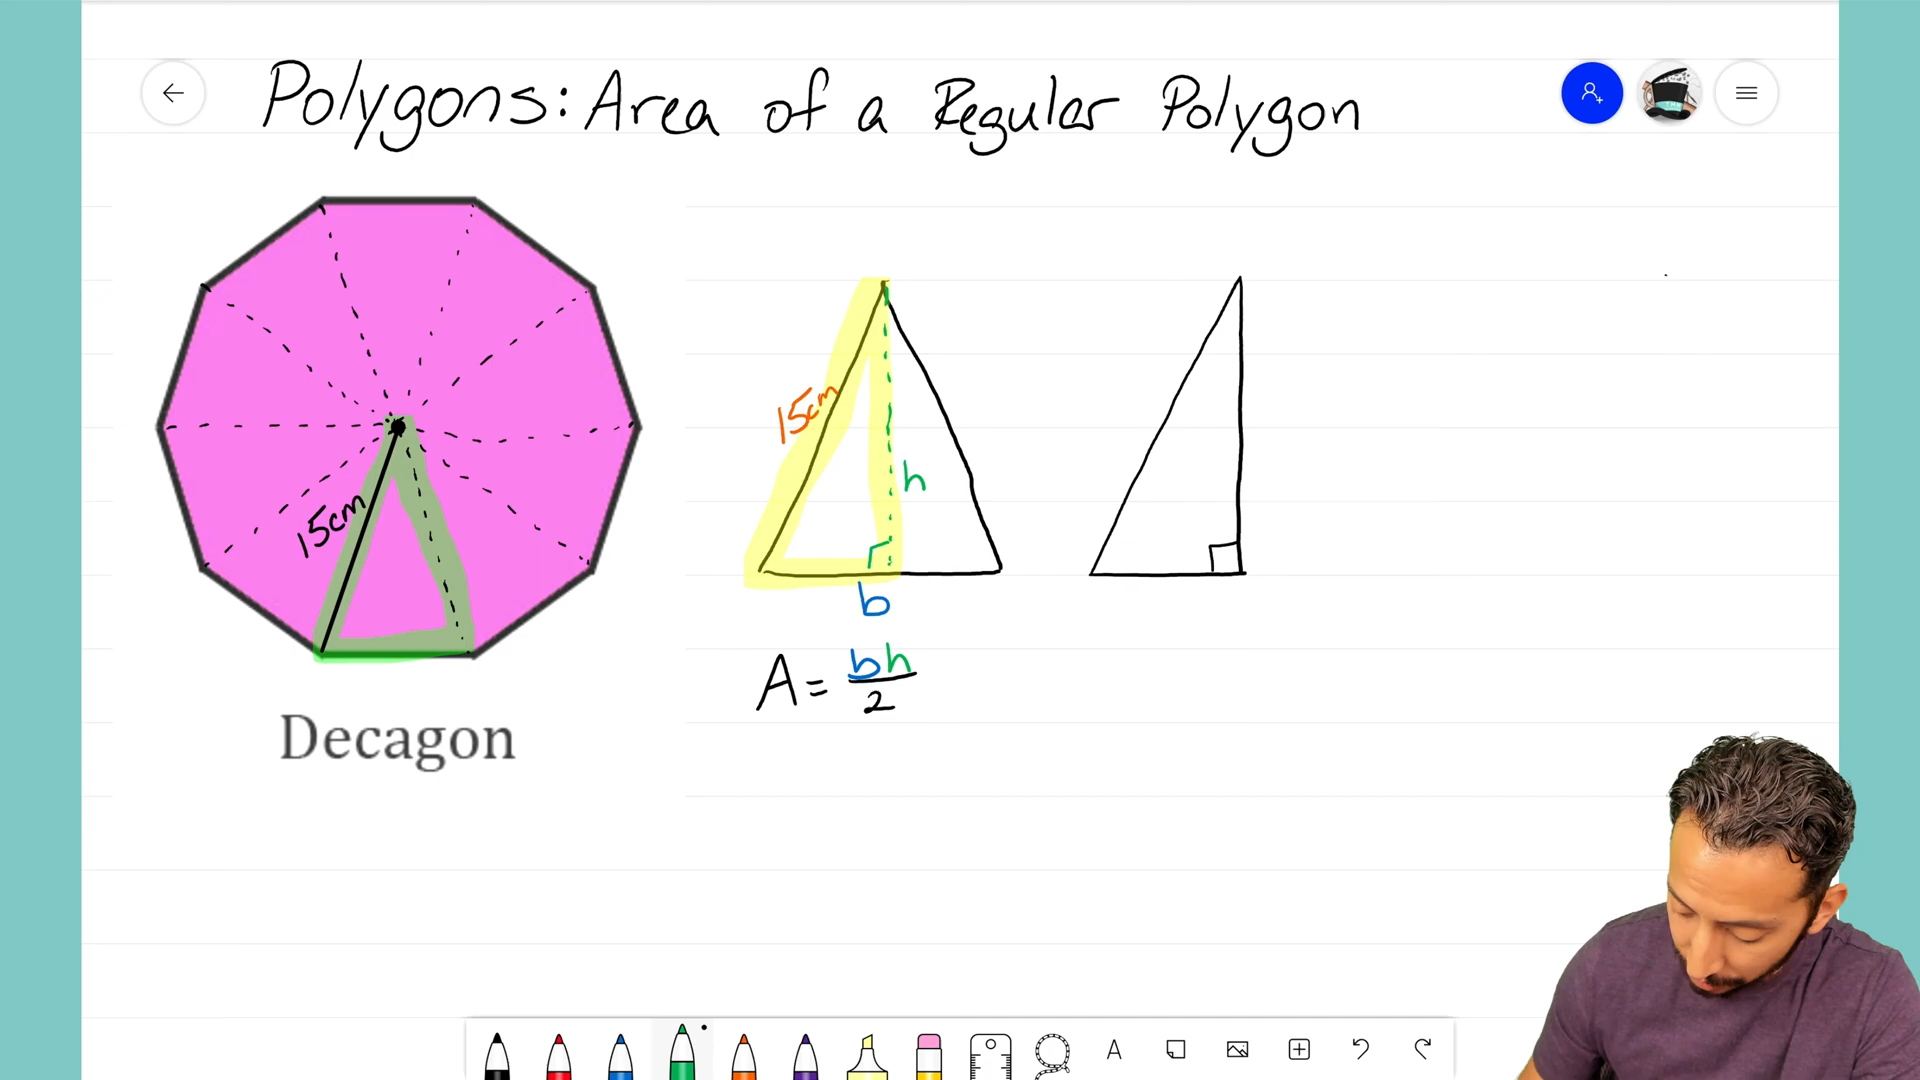 Polygons: Area of a Regular Polygon
15cm
15cm
h
b
A = bh/2
Decagon
A